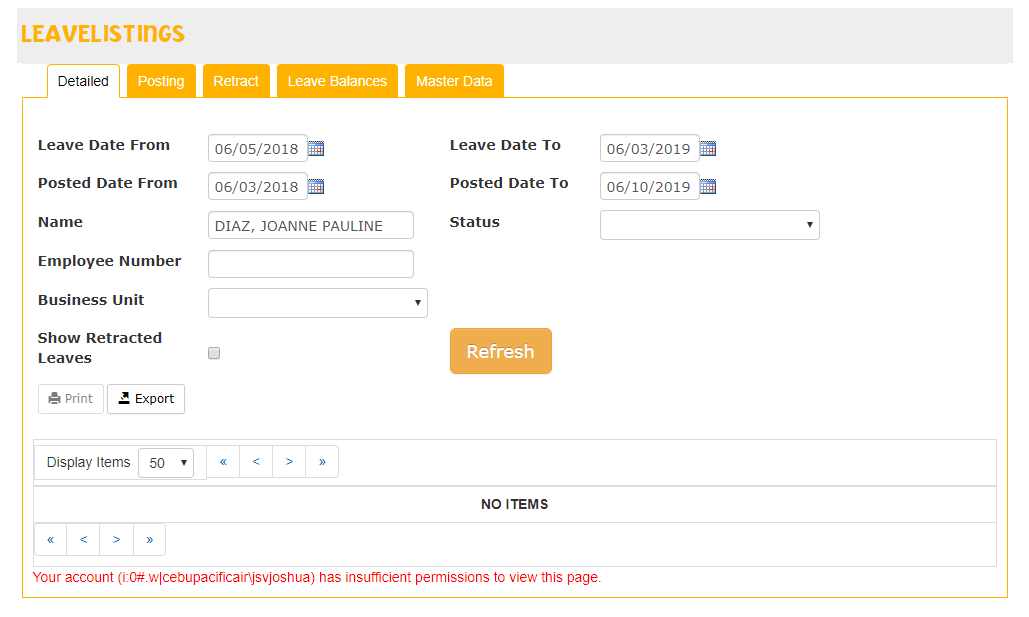 LEAVELISTINGS
Detailed Posting Retract Leave Balances Master Data
Leave Date From 06/05/2018 Leave Date To 06/03/2019
Posted Date From 06/03/2018 Posted Date To 06/10/2019
Name DIAZ, JOANNE PAULINE Status
Employee Number
Business Unit
Show Retracted
Leaves
Refresh
Print Export
Display Items 50 « < > »
NO ITEMS
« < > »
Your account (i:0#.w|cebupacificair\jsvjoshua) has insufficient permissions to view this page.